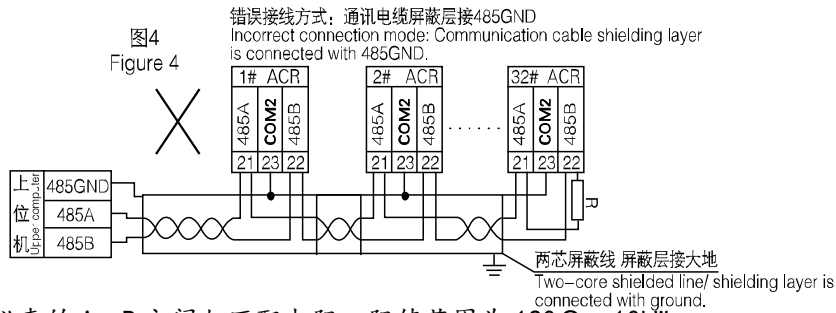 图4
Figure 4
错误接线方式：通讯电缆屏蔽层接485GND
Incorrect connection mode: Communication cable shielding layer
is connected with 485GND.
1# ACR
2# ACR
32# ACR
485A
COM2
485B
485A
COM2
485B
······
485A
COM2
485B
21 23 22
21 23 22
21 23 22
R
上位机
Upper computer
485GND
485A
485B
两芯屏蔽线 屏蔽层接大地
Two-core shielded line/ shielding layer is
connected with ground.